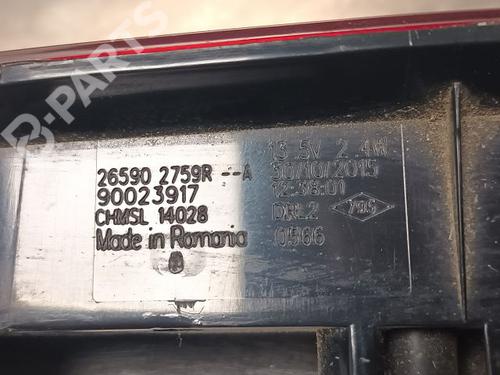 26590 2759R --A
90023917
CHMSL 14028
Made in Romania
13.5V 2.4W
30/10/2015
12:38:01
DRL2
0566
B-PARTS